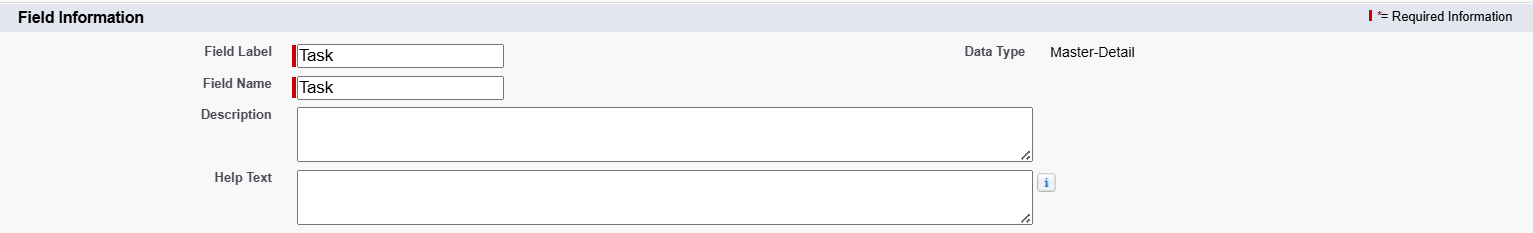 Field Information
*= Required Information
Field Label Task Data Type Master-Detail
Field Name Task
Description
Help Text
i